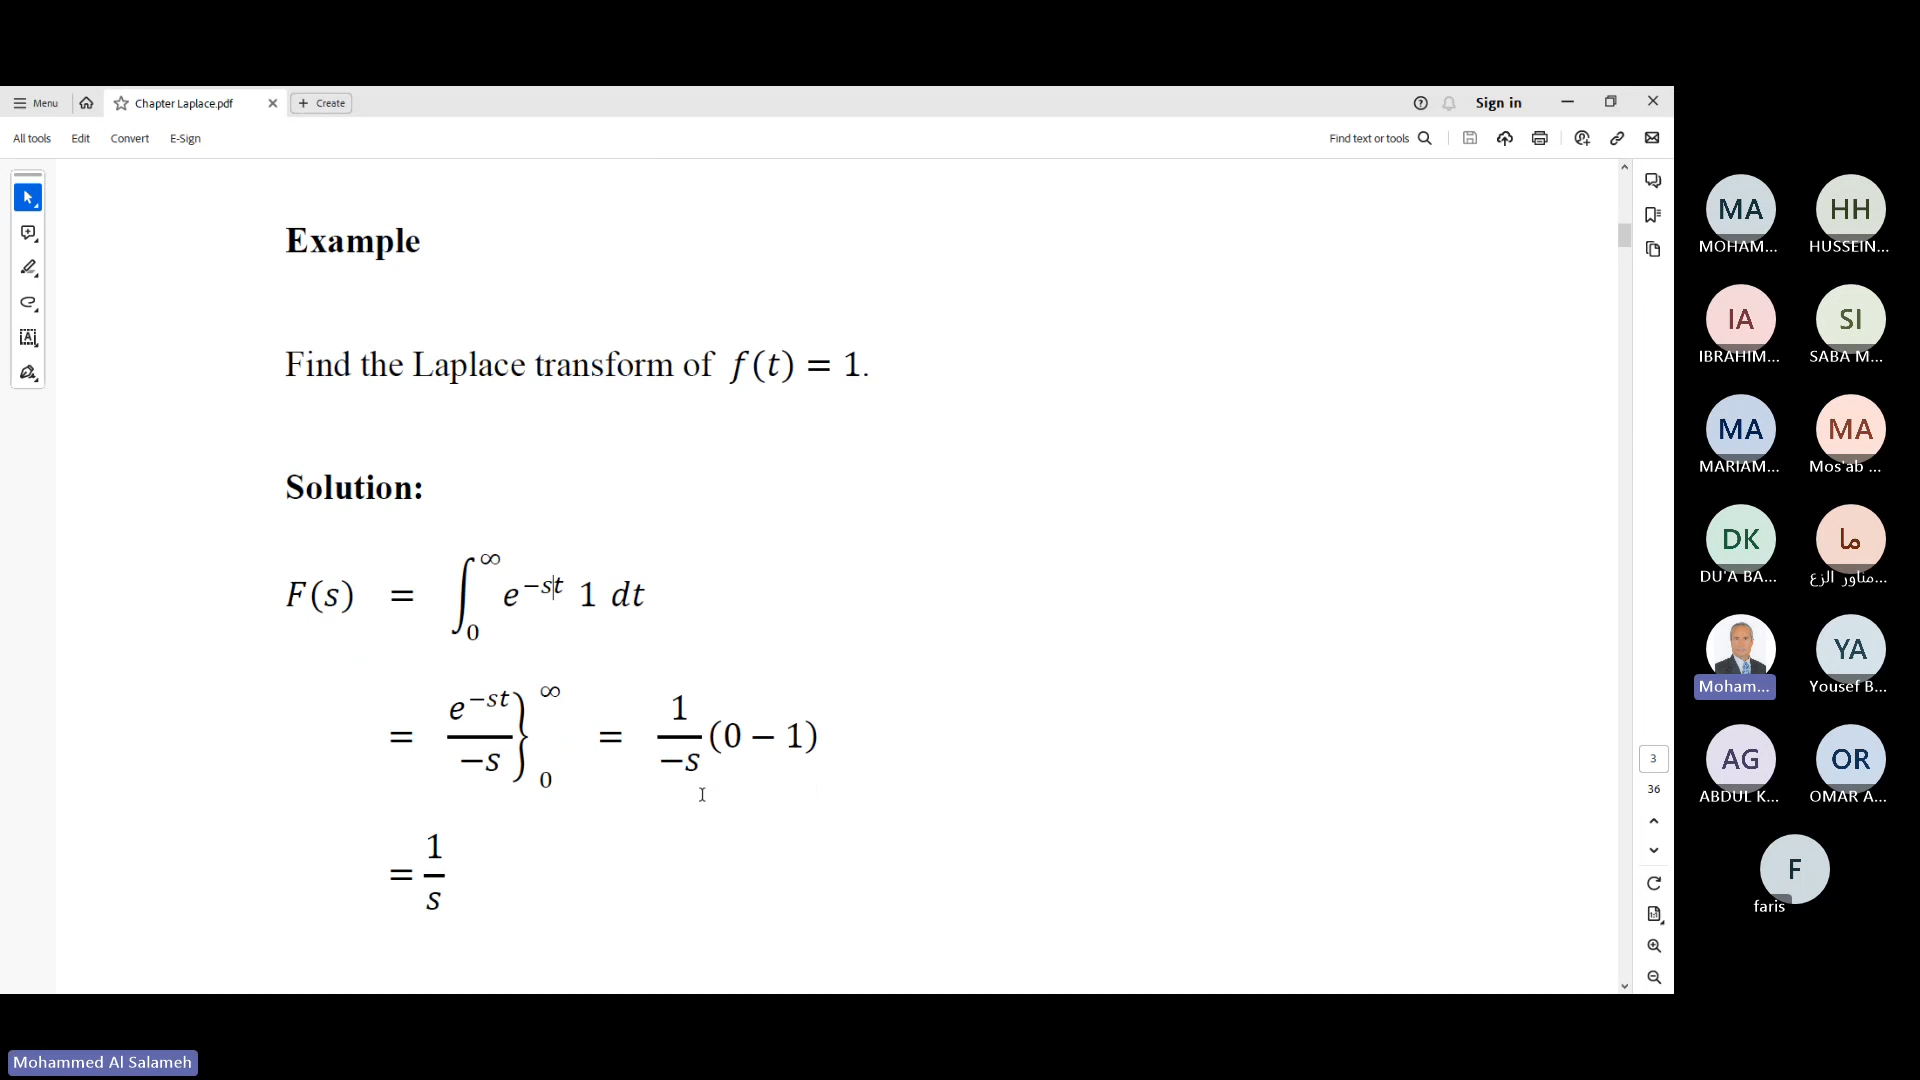 Menu
Chapter Laplace.pdf
Create
Sign in
All tools Edit Convert E-Sign
Find text or tools
Example
Find the Laplace transform of f(t) = 1.
Solution:
F(s) = ∫₀^∞ e^{-st} 1 dt
= e^{-st}/-s }₀^∞ = 1/-s (0 − 1)
= 1/s
3
36
MA HH
MOHAM... HUSSEIN...
IA SI
IBRAHIM... SABA M...
MA MA
MARIAM... Mos'ab ...
DK ما
DU'A BA... مناور الزع...
Moham... YA
Yousef B...
AG OR
ABDUL K... OMAR A...
F
faris
Mohammed Al Salameh